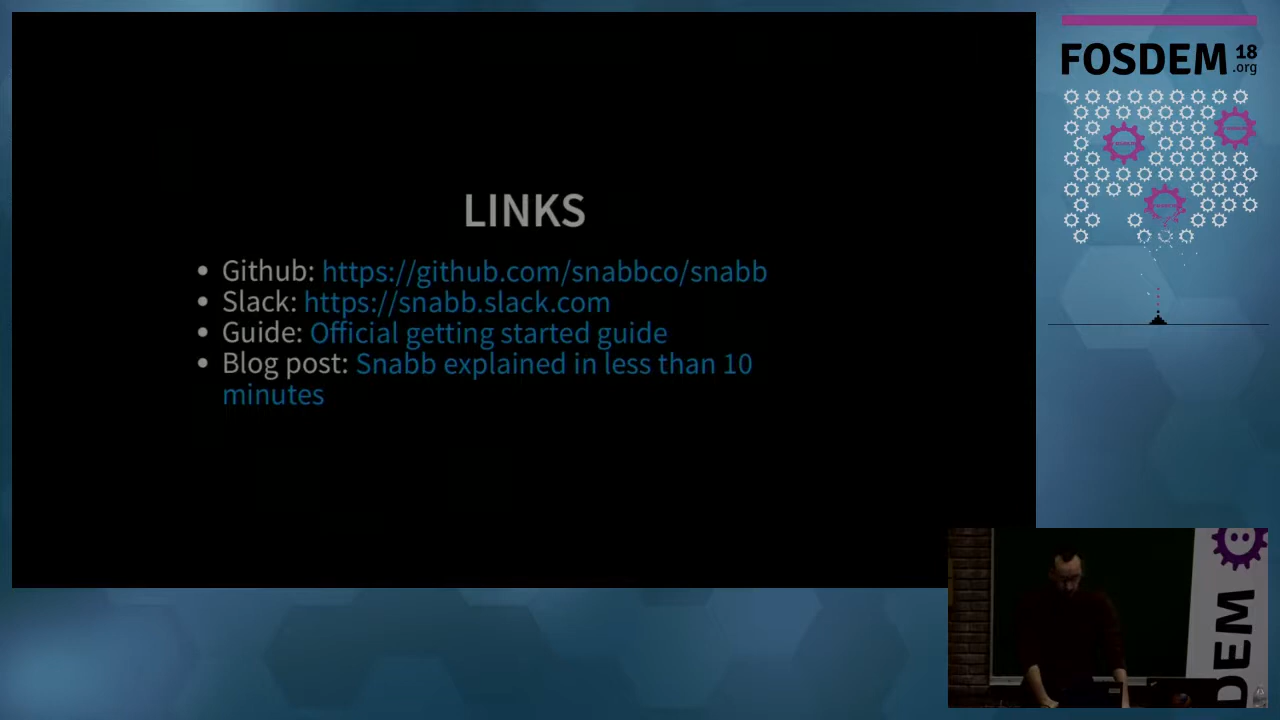 FOSDEM 18
.org
LINKS
Github: https://github.com/snabbco/snabb
Slack: https://snabb.slack.com
Guide: Official getting started guide
Blog post: Snabb explained in less than 10
minutes
DEM